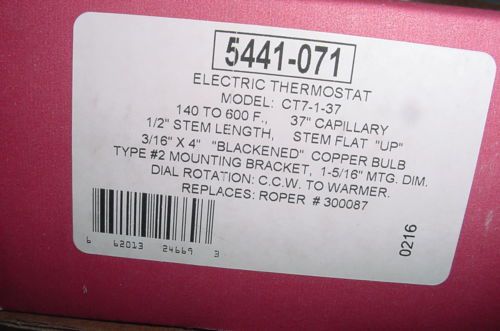 5441-071
ELECTRIC THERMOSTAT
MODEL: CT7-1-37
140 TO 600 F., 37" CAPILLARY
1/2" STEM LENGTH, STEM FLAT "UP"
3/16" X 4" "BLACKENED" COPPER BULB
TYPE #2 MOUNTING BRACKET, 1-5/16" MTG. DIM.
DIAL ROTATION: C.C.W. TO WARMER.
REPLACES: ROPER # 300087
6 62013 24669 3
0216